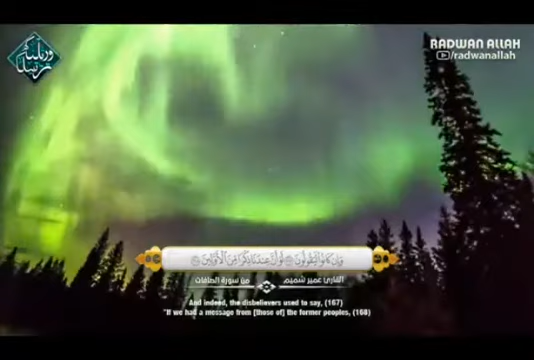 RADWAN ALLAH
/radwanallah
وَإِن كَانُوا لَيَقُولُونَ ۝ لَوْ أَنَّ عِندَنَا ذِكْرًا مِّنَ الْأَوَّلِينَ ۝
القارئ عمير شميم
من سورة الصافات
And indeed, the disbelievers used to say, (167)
"If we had a message from [those of] the former peoples, (168)